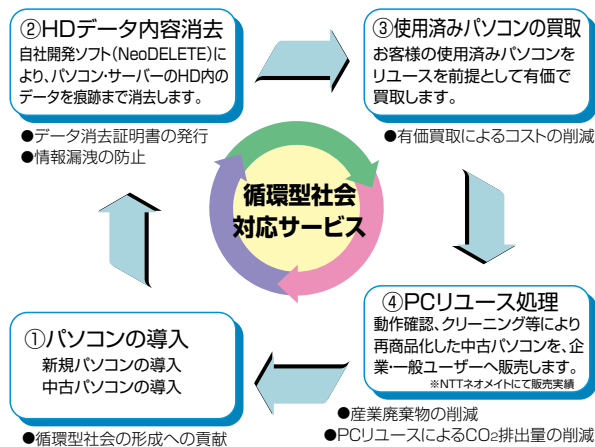 ②HDデータ内容消去
自社開発ソフト(NeoDELETE)に
より、パソコン・サーバーのHD内の
データを痕跡まで消去します。
●データ消去証明書の発行
●情報漏洩の防止
③使用済みパソコンの買取
お客様の使用済みパソコンを
リユースを前提として有価で
買取します。
●有価買取によるコストの削減
循環型社会
対応サービス
①パソコンの導入
新規パソコンの導入
中古パソコンの導入
●循環型社会の形成への貢献
④PCリユース処理
動作確認、クリーニング等により
再商品化した中古パソコンを、企
業・一般ユーザーへ販売します。
※NTTネオメイトにて販売実績
●産業廃棄物の削減
●PCリユースによるCO2排出量の削減